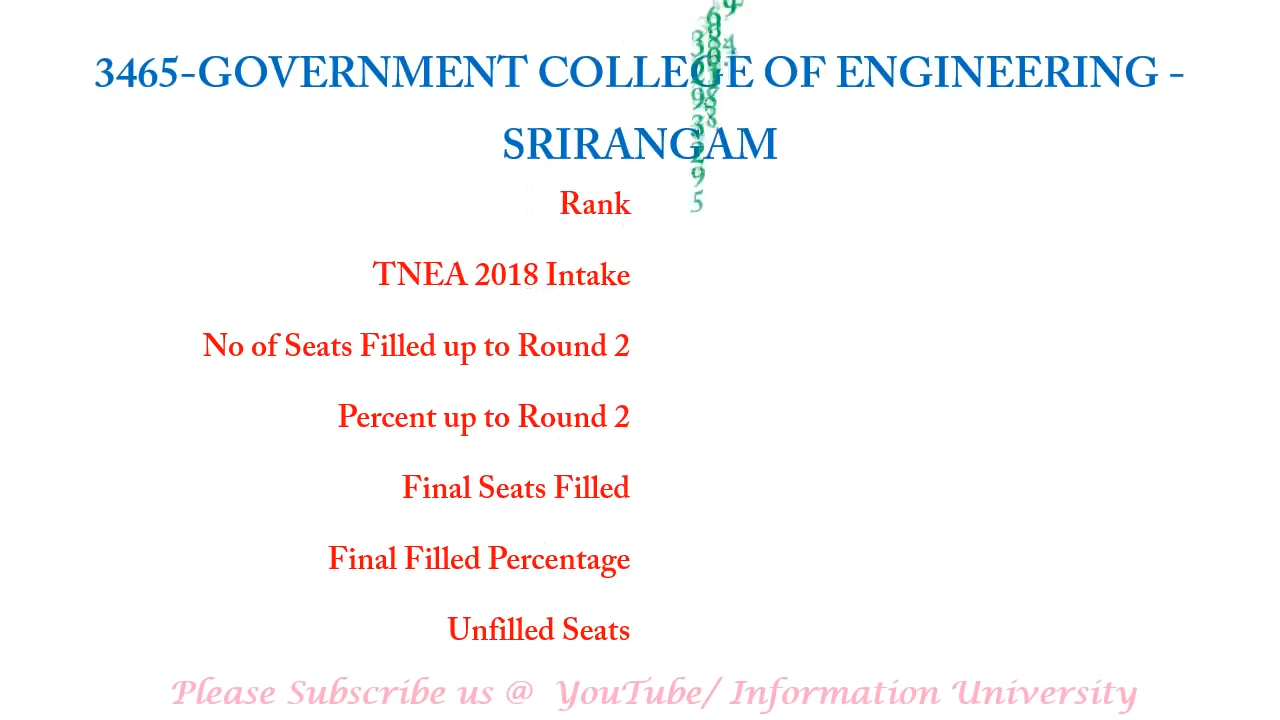 3465-GOVERNMENT COLLEGE OF ENGINEERING -
SRIRANGAM
Rank
TNEA 2018 Intake
No of Seats Filled up to Round 2
Percent up to Round 2
Final Seats Filled
Final Filled Percentage
Unfilled Seats
Please Subscribe us @ YouTube/ Information University